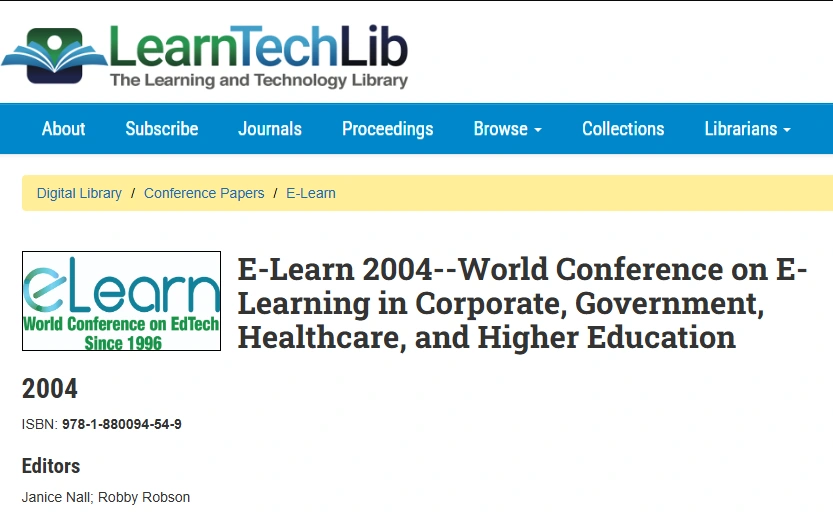 LearnTechLib
The Learning and Technology Library
About Subscribe Journals Proceedings Browse Collections Librarians
Digital Library / Conference Papers / E-Learn
eLearn
World Conference on EdTech
Since 1996
E-Learn 2004--World Conference on E-
Learning in Corporate, Government,
Healthcare, and Higher Education
2004
ISBN: 978-1-880094-54-9
Editors
Janice Nall; Robby Robson